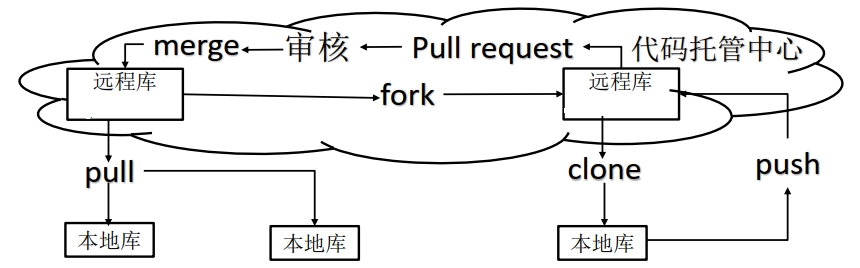 merge 审核 Pull request 代码托管中心
远程库 远程库
fork
pull clone push
本地库 本地库 本地库